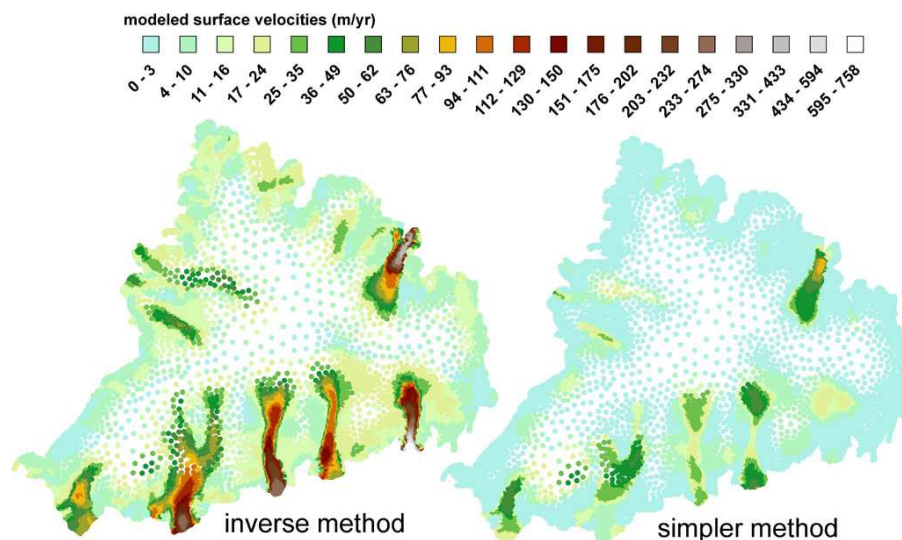 modeled surface velocities (m/yr)
0 - 3
4 - 10
11 - 16
17 - 24
25 - 35
36 - 49
50 - 62
63 - 76
77 - 93
94 - 111
112 - 129
130 - 150
151 - 175
176 - 202
203 - 232
233 - 274
275 - 330
331 - 433
434 - 594
595 - 758
inverse method
simpler method